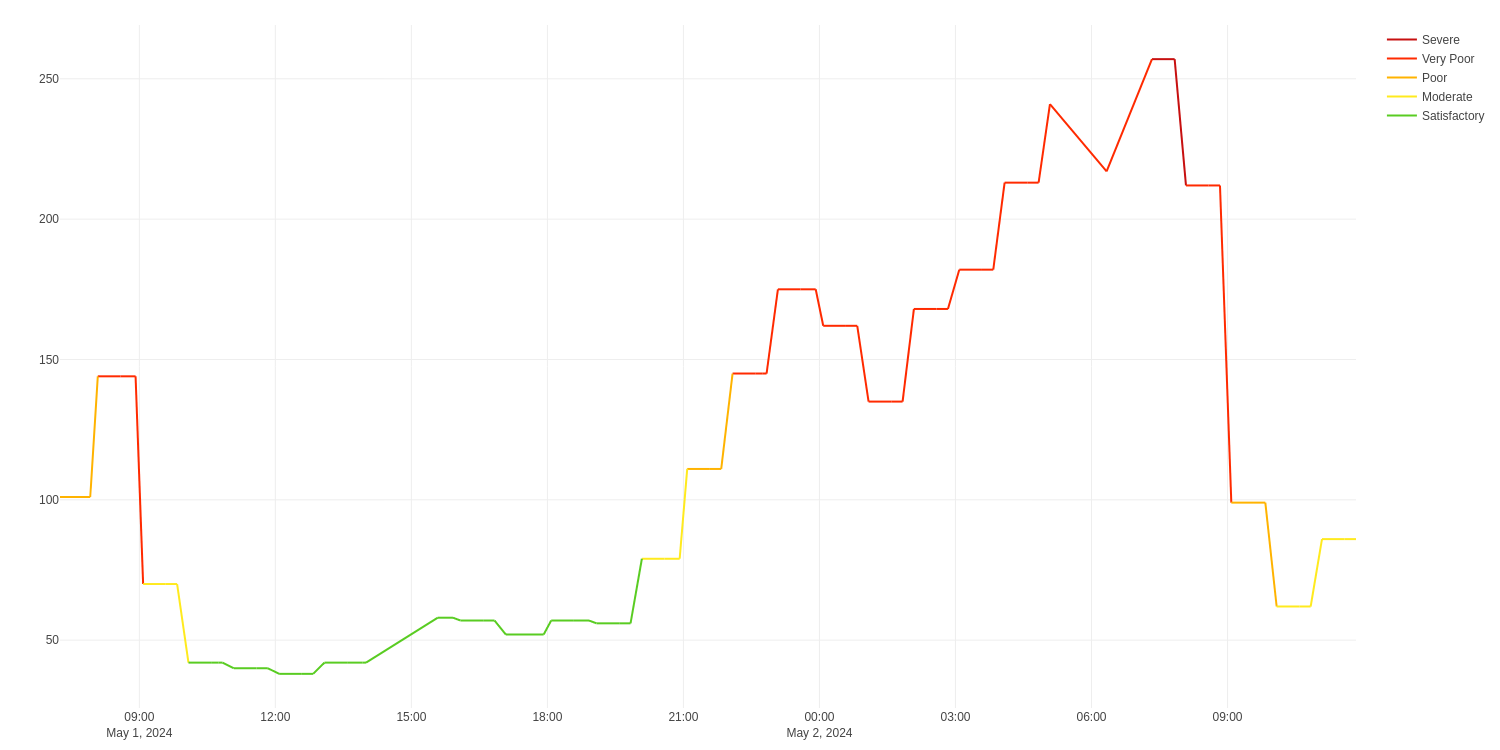 250
200
150
100
50
09:00
May 1, 2024
12:00
15:00
18:00
21:00
00:00
May 2, 2024
03:00
06:00
09:00
Severe
Very Poor
Poor
Moderate
Satisfactory